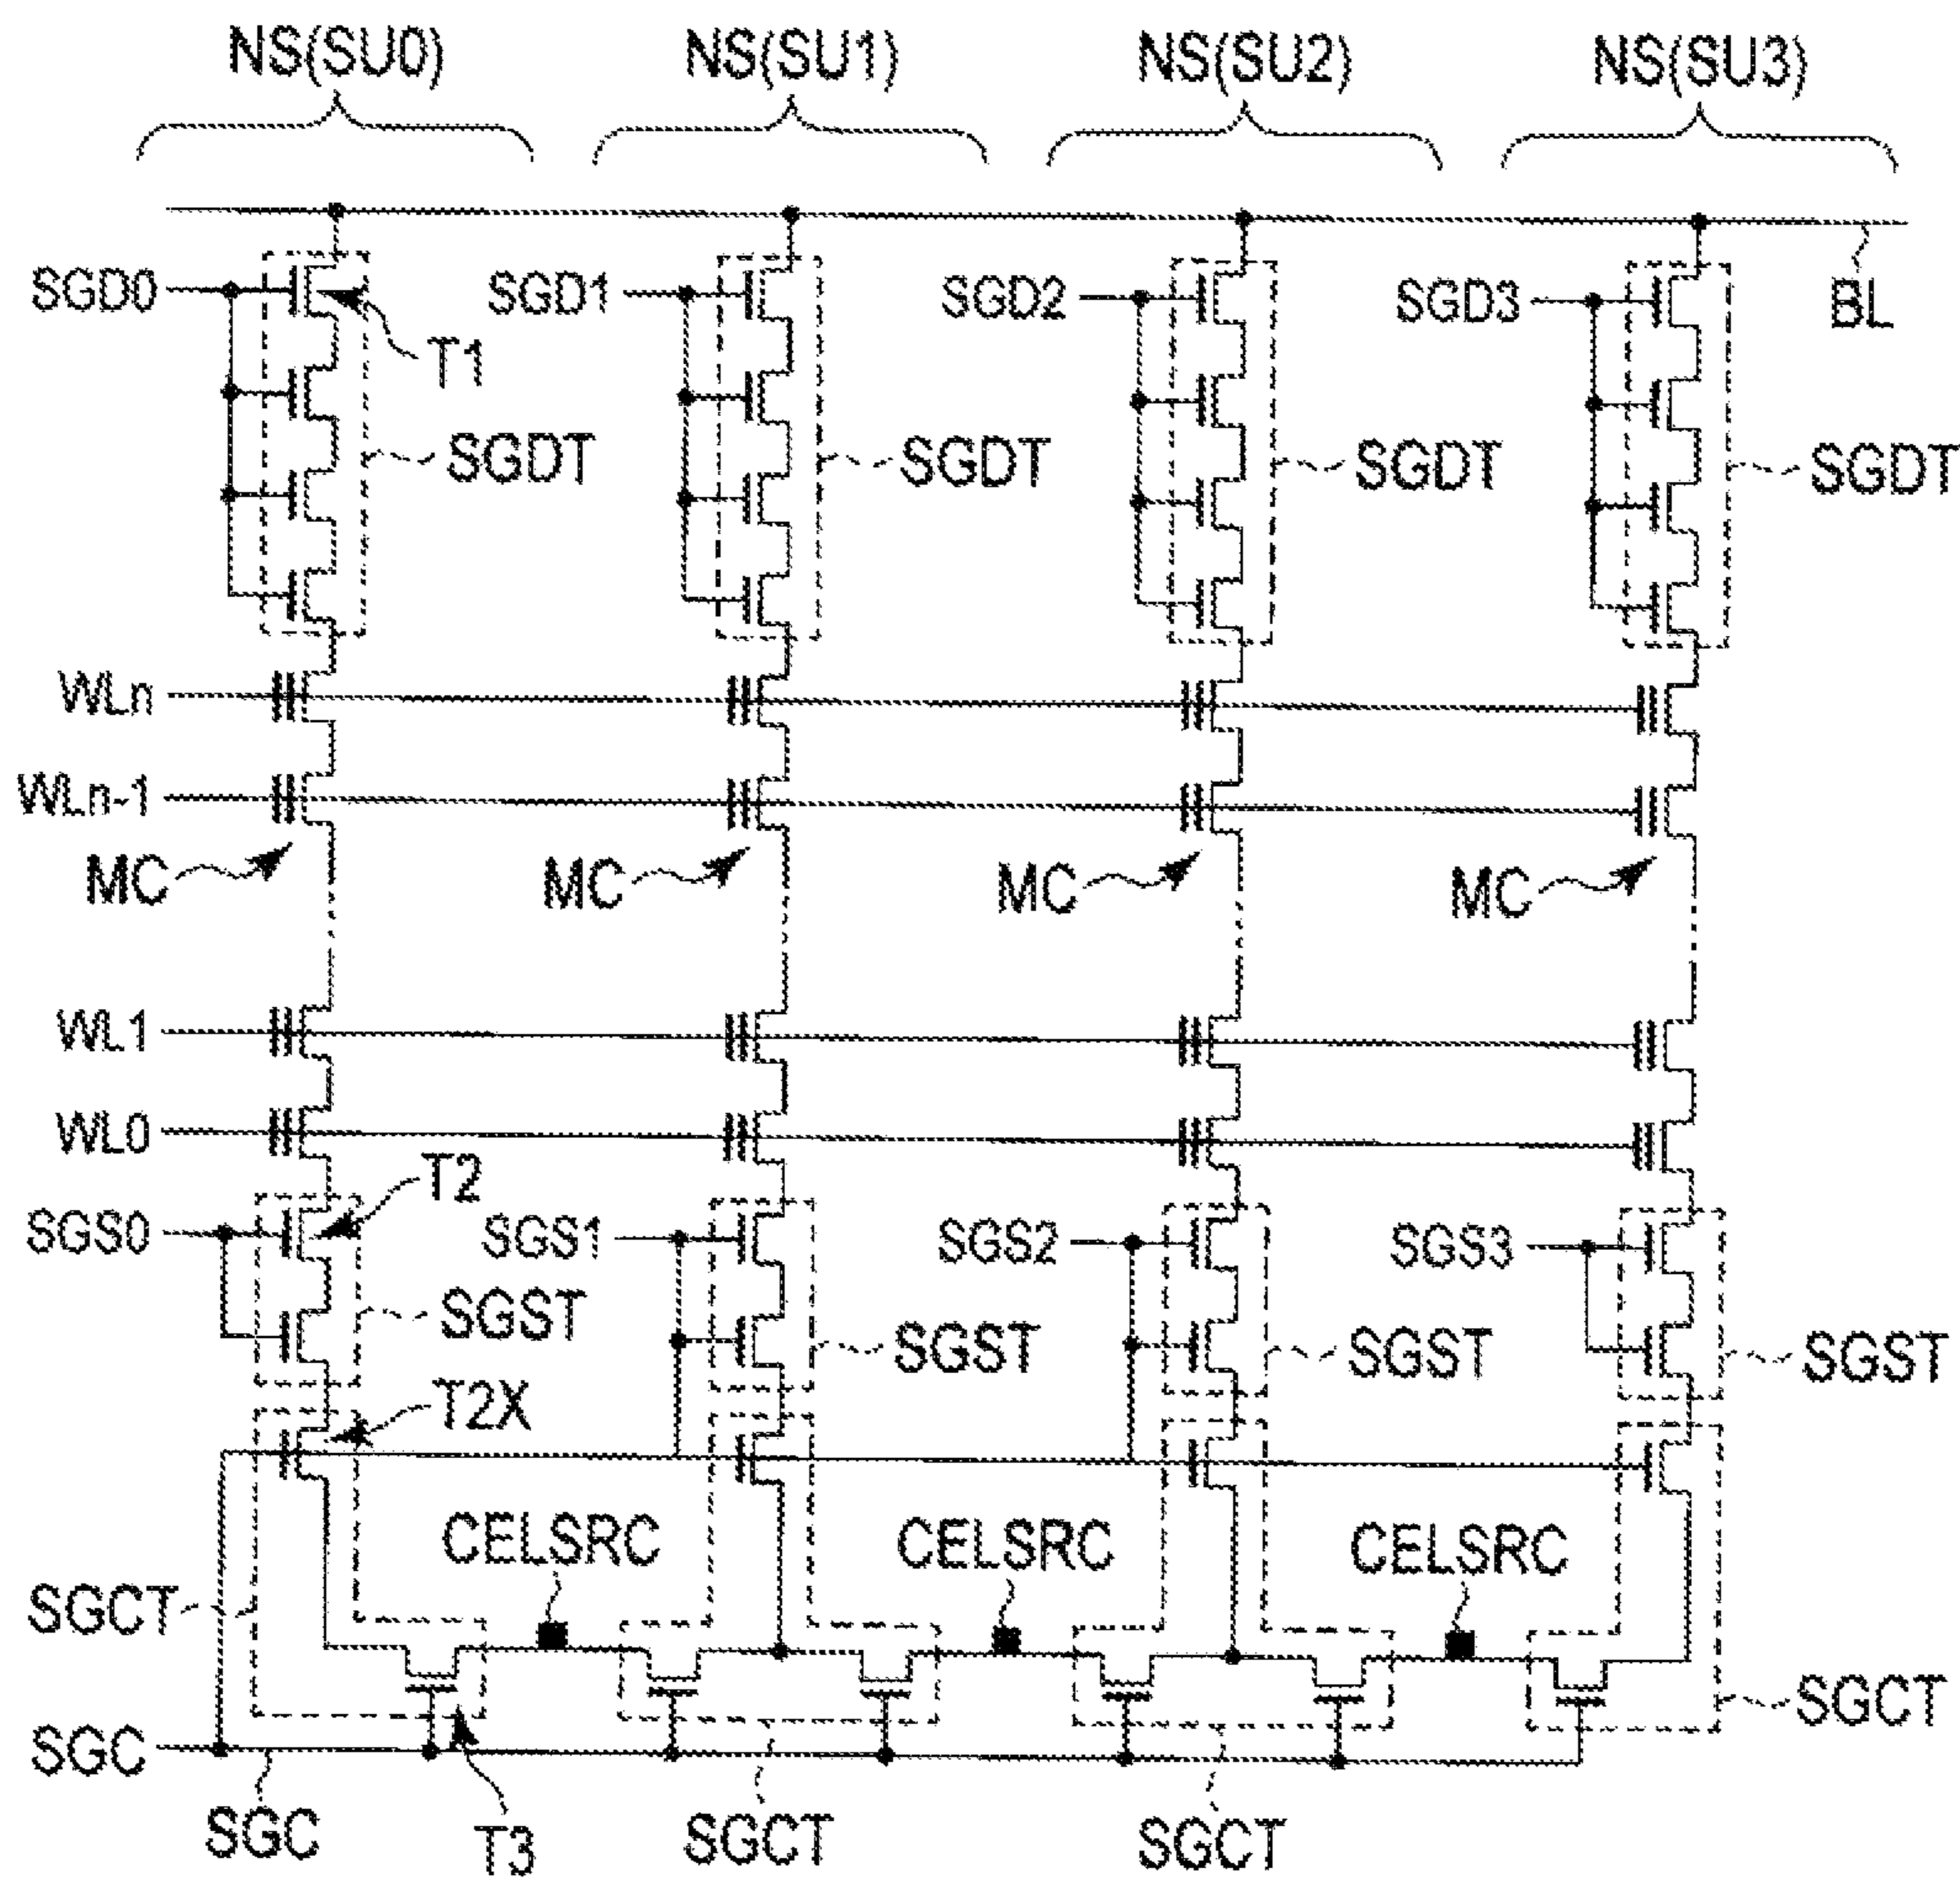 NS(SU0) NS(SU1) NS(SU2) NS(SU3)
SGD0 SGD1 SGD2 SGD3 BL
T1
SGDT SGDT SGDT SGDT
WLn
WLn-1
MC MC MC MC
WL1
WL0
T2
SGS0 SGS1 SGS2 SGS3
SGST SGST SGST SGST
T2X
CELSRC CELSRC CELSRC
SGCT
SGCT
SGC
SGC T3 SGCT SGCT